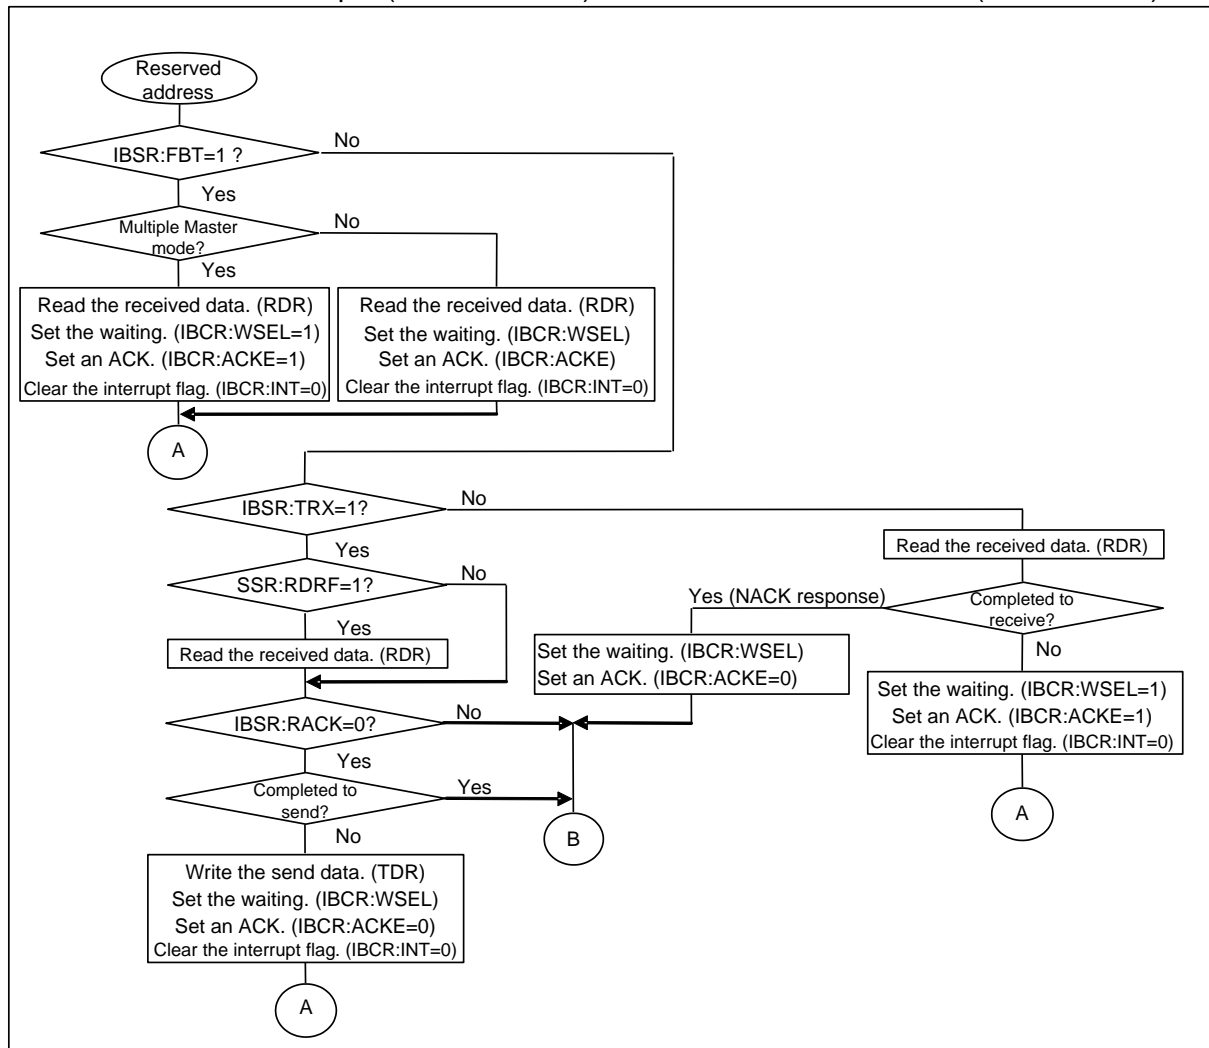 Reserved
address
IBSR:FBT=1 ?
No
Yes
Multiple Master
mode?
No
Yes
Read the received data. (RDR)
Set the waiting. (IBCR:WSEL=1)
Set an ACK. (IBCR:ACKE=1)
Clear the interrupt flag. (IBCR:INT=0)
Read the received data. (RDR)
Set the waiting. (IBCR:WSEL)
Set an ACK. (IBCR:ACKE)
Clear the interrupt flag. (IBCR:INT=0)
A
IBSR:TRX=1?
No
Yes
Read the received data. (RDR)
SSR:RDRF=1?
No
Yes
Read the received data. (RDR)
Yes (NACK response)
Completed to
receive?
No
Set the waiting. (IBCR:WSEL)
Set an ACK. (IBCR:ACKE=0)
Set the waiting. (IBCR:WSEL=1)
Set an ACK. (IBCR:ACKE=1)
Clear the interrupt flag. (IBCR:INT=0)
A
IBSR:RACK=0?
No
Yes
Completed to
send?
Yes
No
B
Write the send data. (TDR)
Set the waiting. (IBCR:WSEL)
Set an ACK. (IBCR:ACKE=0)
Clear the interrupt flag. (IBCR:INT=0)
A